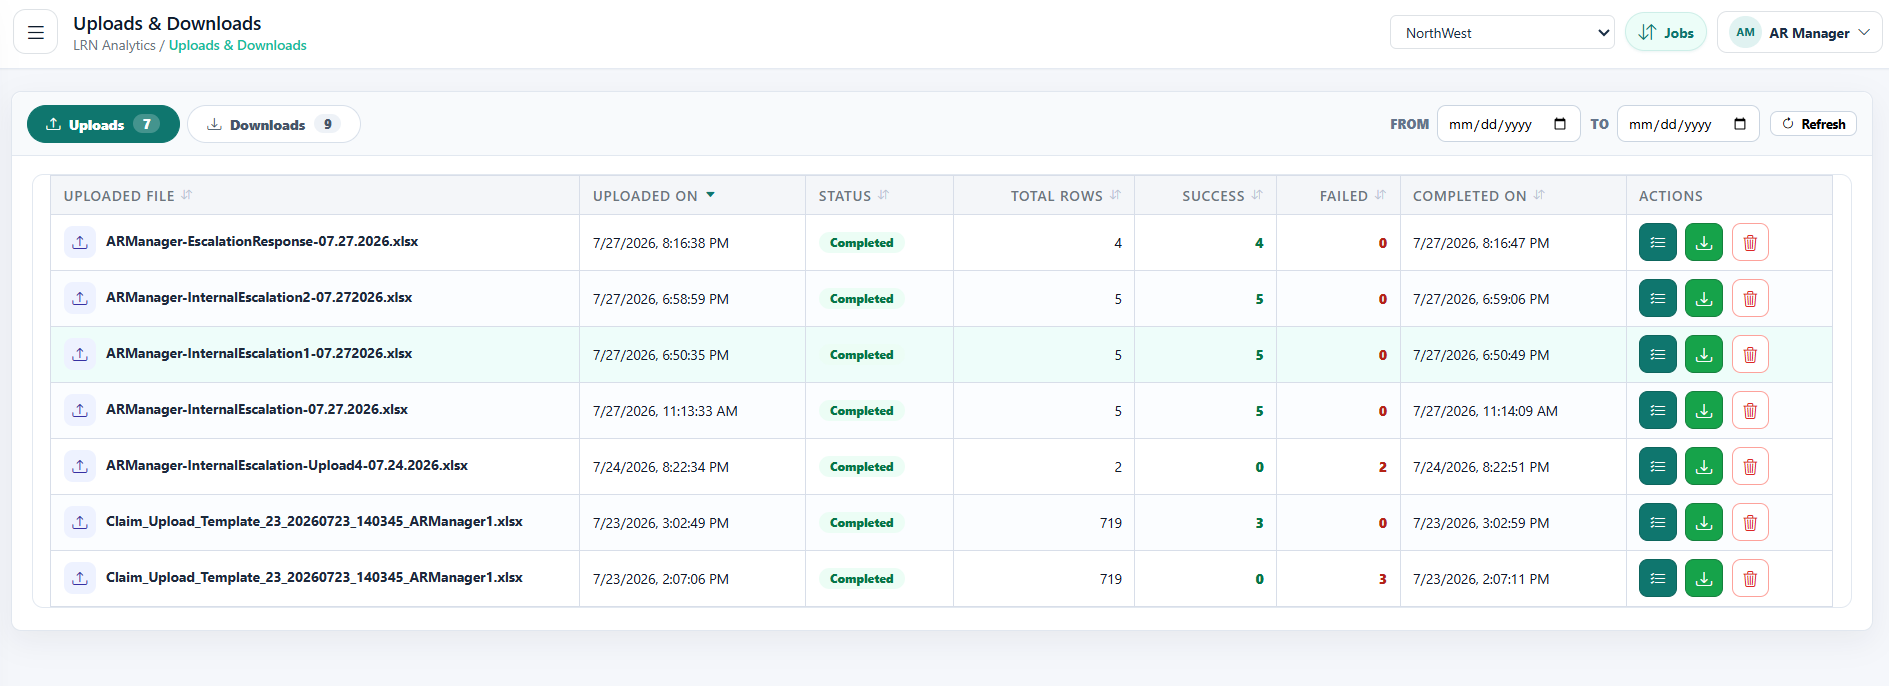 Uploads & Downloads
LRN Analytics / Uploads & Downloads
NorthWest
Jobs
AM AR Manager
Uploads 7
Downloads 9
FROM mm/dd/yyyy TO mm/dd/yyyy Refresh
UPLOADED FILE UPLOADED ON STATUS TOTAL ROWS SUCCESS FAILED COMPLETED ON ACTIONS
ARManager-EscalationResponse-07.27.2026.xlsx 7/27/2026, 8:16:38 PM Completed 4 4 0 7/27/2026, 8:16:47 PM
ARManager-InternalEscalation2-07.272026.xlsx 7/27/2026, 6:58:59 PM Completed 5 5 0 7/27/2026, 6:59:06 PM
ARManager-InternalEscalation1-07.272026.xlsx 7/27/2026, 6:50:35 PM Completed 5 5 0 7/27/2026, 6:50:49 PM
ARManager-InternalEscalation-07.27.2026.xlsx 7/27/2026, 11:13:33 AM Completed 5 5 0 7/27/2026, 11:14:09 AM
ARManager-InternalEscalation-Upload4-07.24.2026.xlsx 7/24/2026, 8:22:34 PM Completed 2 0 2 7/24/2026, 8:22:51 PM
Claim_Upload_Template_23_20260723_140345_ARManager1.xlsx 7/23/2026, 3:02:49 PM Completed 719 3 0 7/23/2026, 3:02:59 PM
Claim_Upload_Template_23_20260723_140345_ARManager1.xlsx 7/23/2026, 2:07:06 PM Completed 719 0 3 7/23/2026, 2:07:11 PM